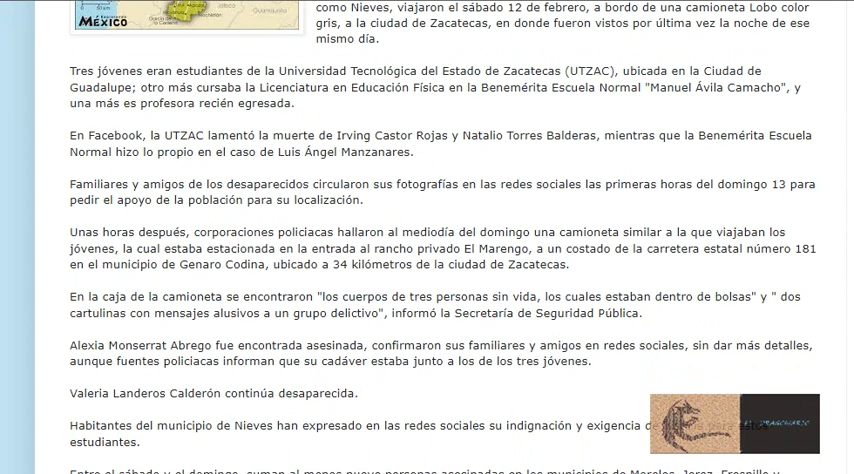 MÉXICO
Guanajuato
como Nieves, viajaron el sábado 12 de febrero, a bordo de una camioneta Lobo color
gris, a la ciudad de Zacatecas, en donde fueron vistos por última vez la noche de ese
mismo día.
Tres jóvenes eran estudiantes de la Universidad Tecnológica del Estado de Zacatecas (UTZAC), ubicada en la Ciudad de
Guadalupe; otro más cursaba la Licenciatura en Educación Física en la Benemérita Escuela Normal "Manuel Ávila Camacho", y
una más es profesora recién egresada.
En Facebook, la UTZAC lamentó la muerte de Irving Castor Rojas y Natalio Torres Balderas, mientras que la Benemérita Escuela
Normal hizo lo propio en el caso de Luis Ángel Manzanares.
Familiares y amigos de los desaparecidos circularon sus fotografías en las redes sociales las primeras horas del domingo 13 para
pedir el apoyo de la población para su localización.
Unas horas después, corporaciones policiacas hallaron al mediodía del domingo una camioneta similar a la que viajaban los
jóvenes, la cual estaba estacionada en la entrada al rancho privado El Marengo, a un costado de la carretera estatal número 181
en el municipio de Genaro Codina, ubicado a 34 kilómetros de la ciudad de Zacatecas.
En la caja de la camioneta se encontraron "los cuerpos de tres personas sin vida, los cuales estaban dentro de bolsas" y " dos
cartulinas con mensajes alusivos a un grupo delictivo", informó la Secretaría de Seguridad Pública.
Alexia Monserrat Abrego fue encontrada asesinada, confirmaron sus familiares y amigos en redes sociales, sin dar más detalles,
aunque fuentes policiacas informan que su cadáver estaba junto a los de los tres jóvenes.
Valeria Landeros Calderón continúa desaparecida.
Habitantes del municipio de Nieves han expresado en las redes sociales su indignación y exigencia de para estos
estudiantes.
Entre el sábado y el domingo, suman al menos nueve personas asesinadas en los municipios de Morelos, Jerez, Fresnillo y